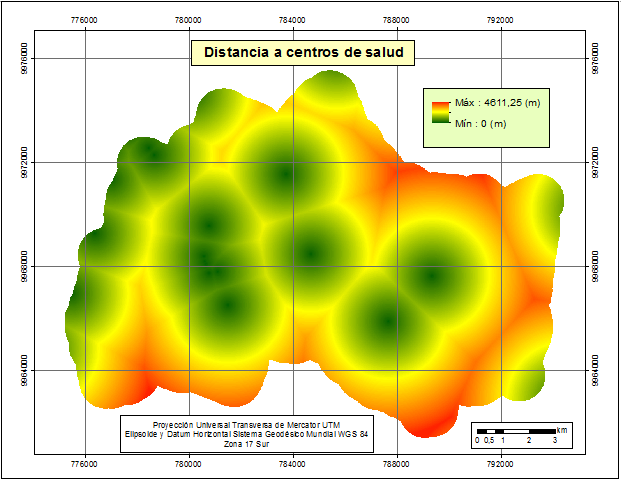 776000 780000 784000 788000 792000
Distancia a centros de salud
9976000 9976000
Máx : 4611,25 (m)
Mín : 0 (m)
9972000 9972000
9968000 9968000
9964000 9964000
Proyección Universal Transversa de Mercator UTM
Elipsoide y Datum Horizontal Sistema Geodésico Mundial WGS 84
Zona 17 Sur
km
0 0,5 1 2 3
776000 780000 784000 788000 792000